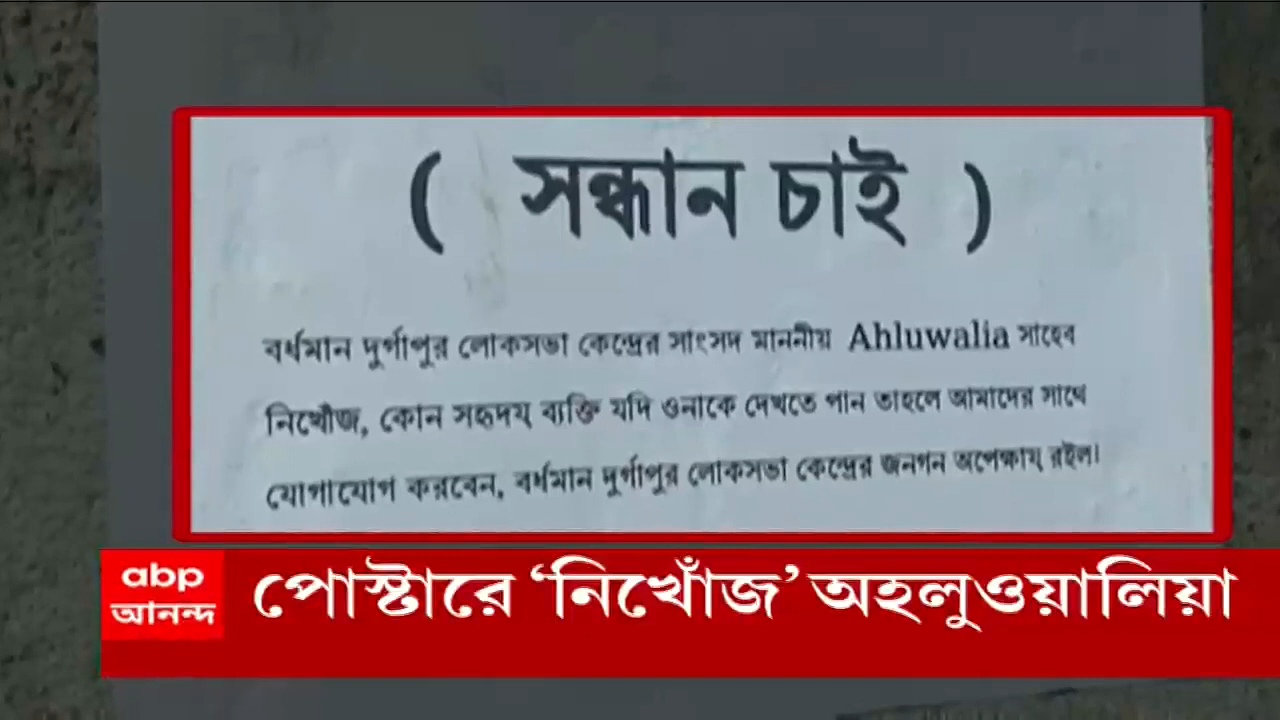 ( সন্ধান চাই )
বর্ধমান দুর্গাপুর লোকসভা কেন্দ্রের সাংসদ মাননীয় Ahluwalia সাহেব
নিখোঁজ, কোন সহৃদয় ব্যক্তি যদি ওনাকে দেখতে পান তাহলে আমাদের সাথে
যোগাযোগ করবেন, বর্ধমান দুর্গাপুর লোকসভা কেন্দ্রের জনগন অপেক্ষায় রইল।
abp
আনন্দ
পোস্টারে ‘নিখোঁজ’ অহলুওয়ালিয়া